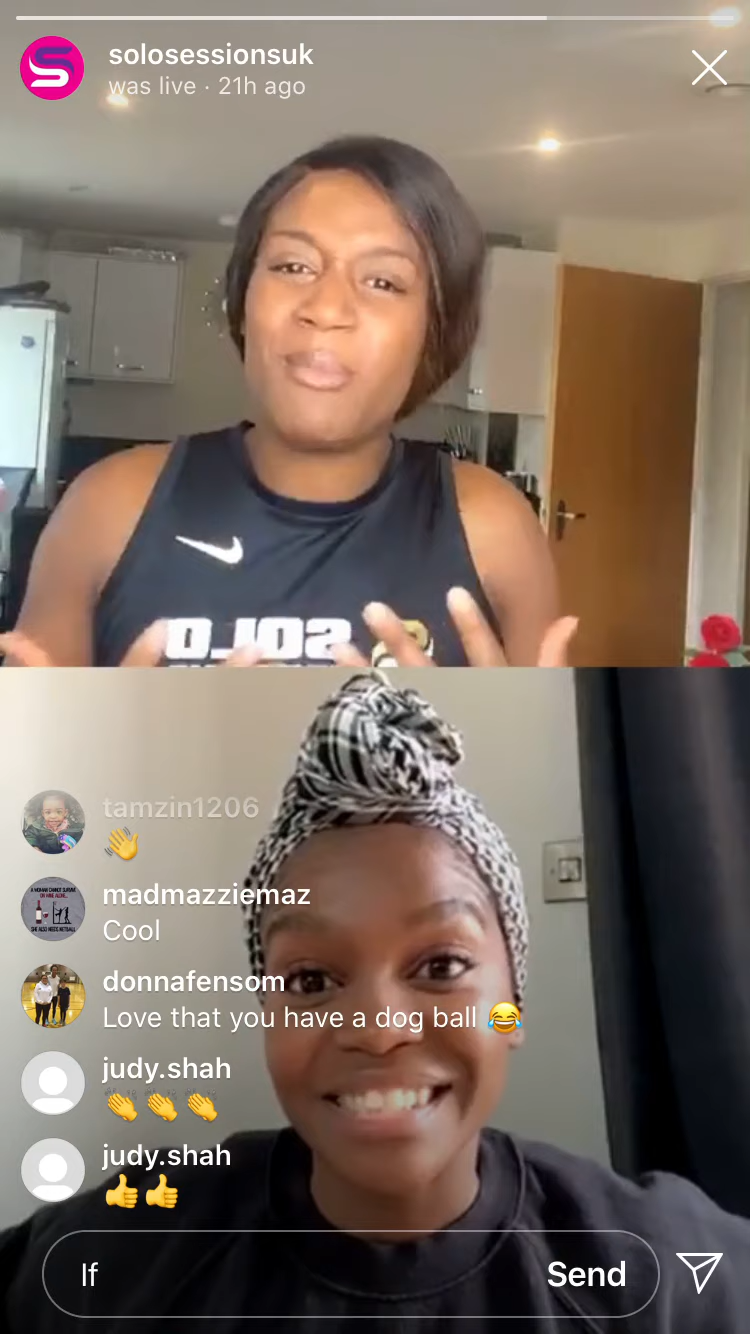 solosessionsuk
was live · 21h ago
SOLO
tamzin1206
👋
madmazziemaz
Cool
donnafensom
Love that you have a dog ball 😂
judy.shah
👏👏👏
judy.shah
👍👍
If
Send